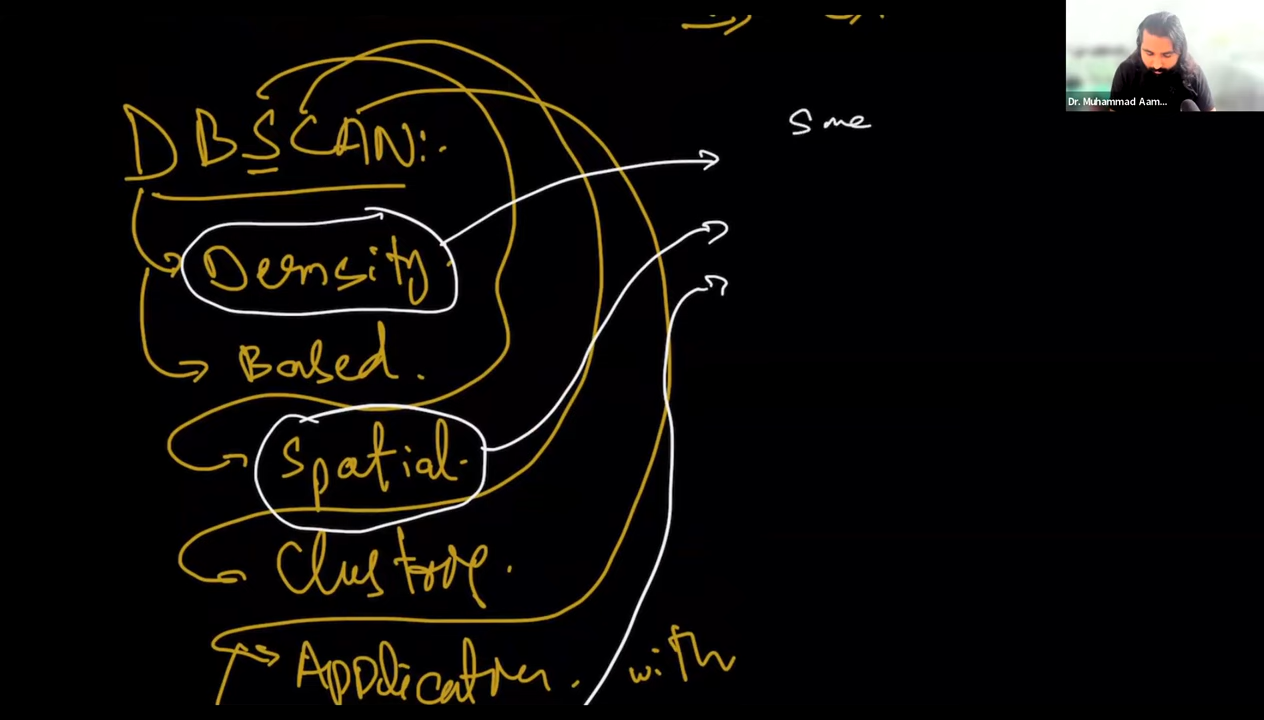 DBSCAN:.
Some
Density.
Based.
Spatial.
Clustering.
Application. with
Dr. Muhammad Aam...